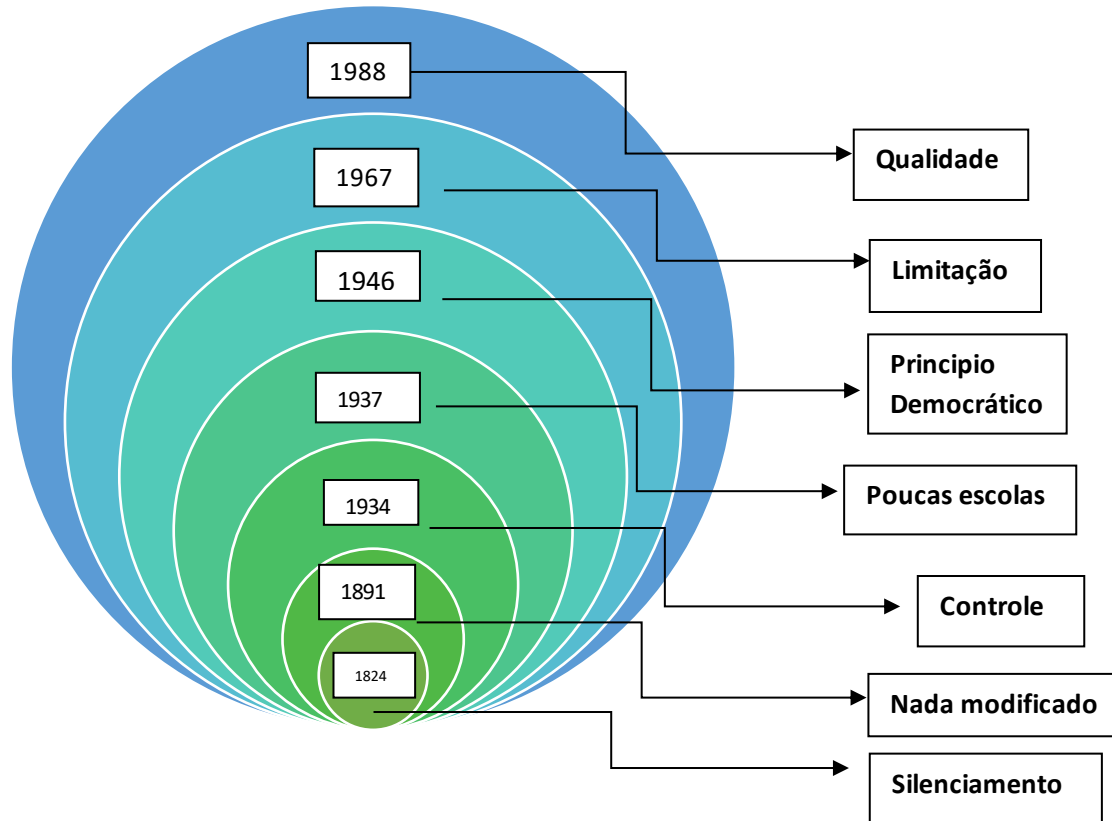 1988
Qualidade
1967
Limitação
1946
Principio
Democrático
1937
Poucas escolas
1934
Controle
1891
Nada modificado
1824
Silenciamento